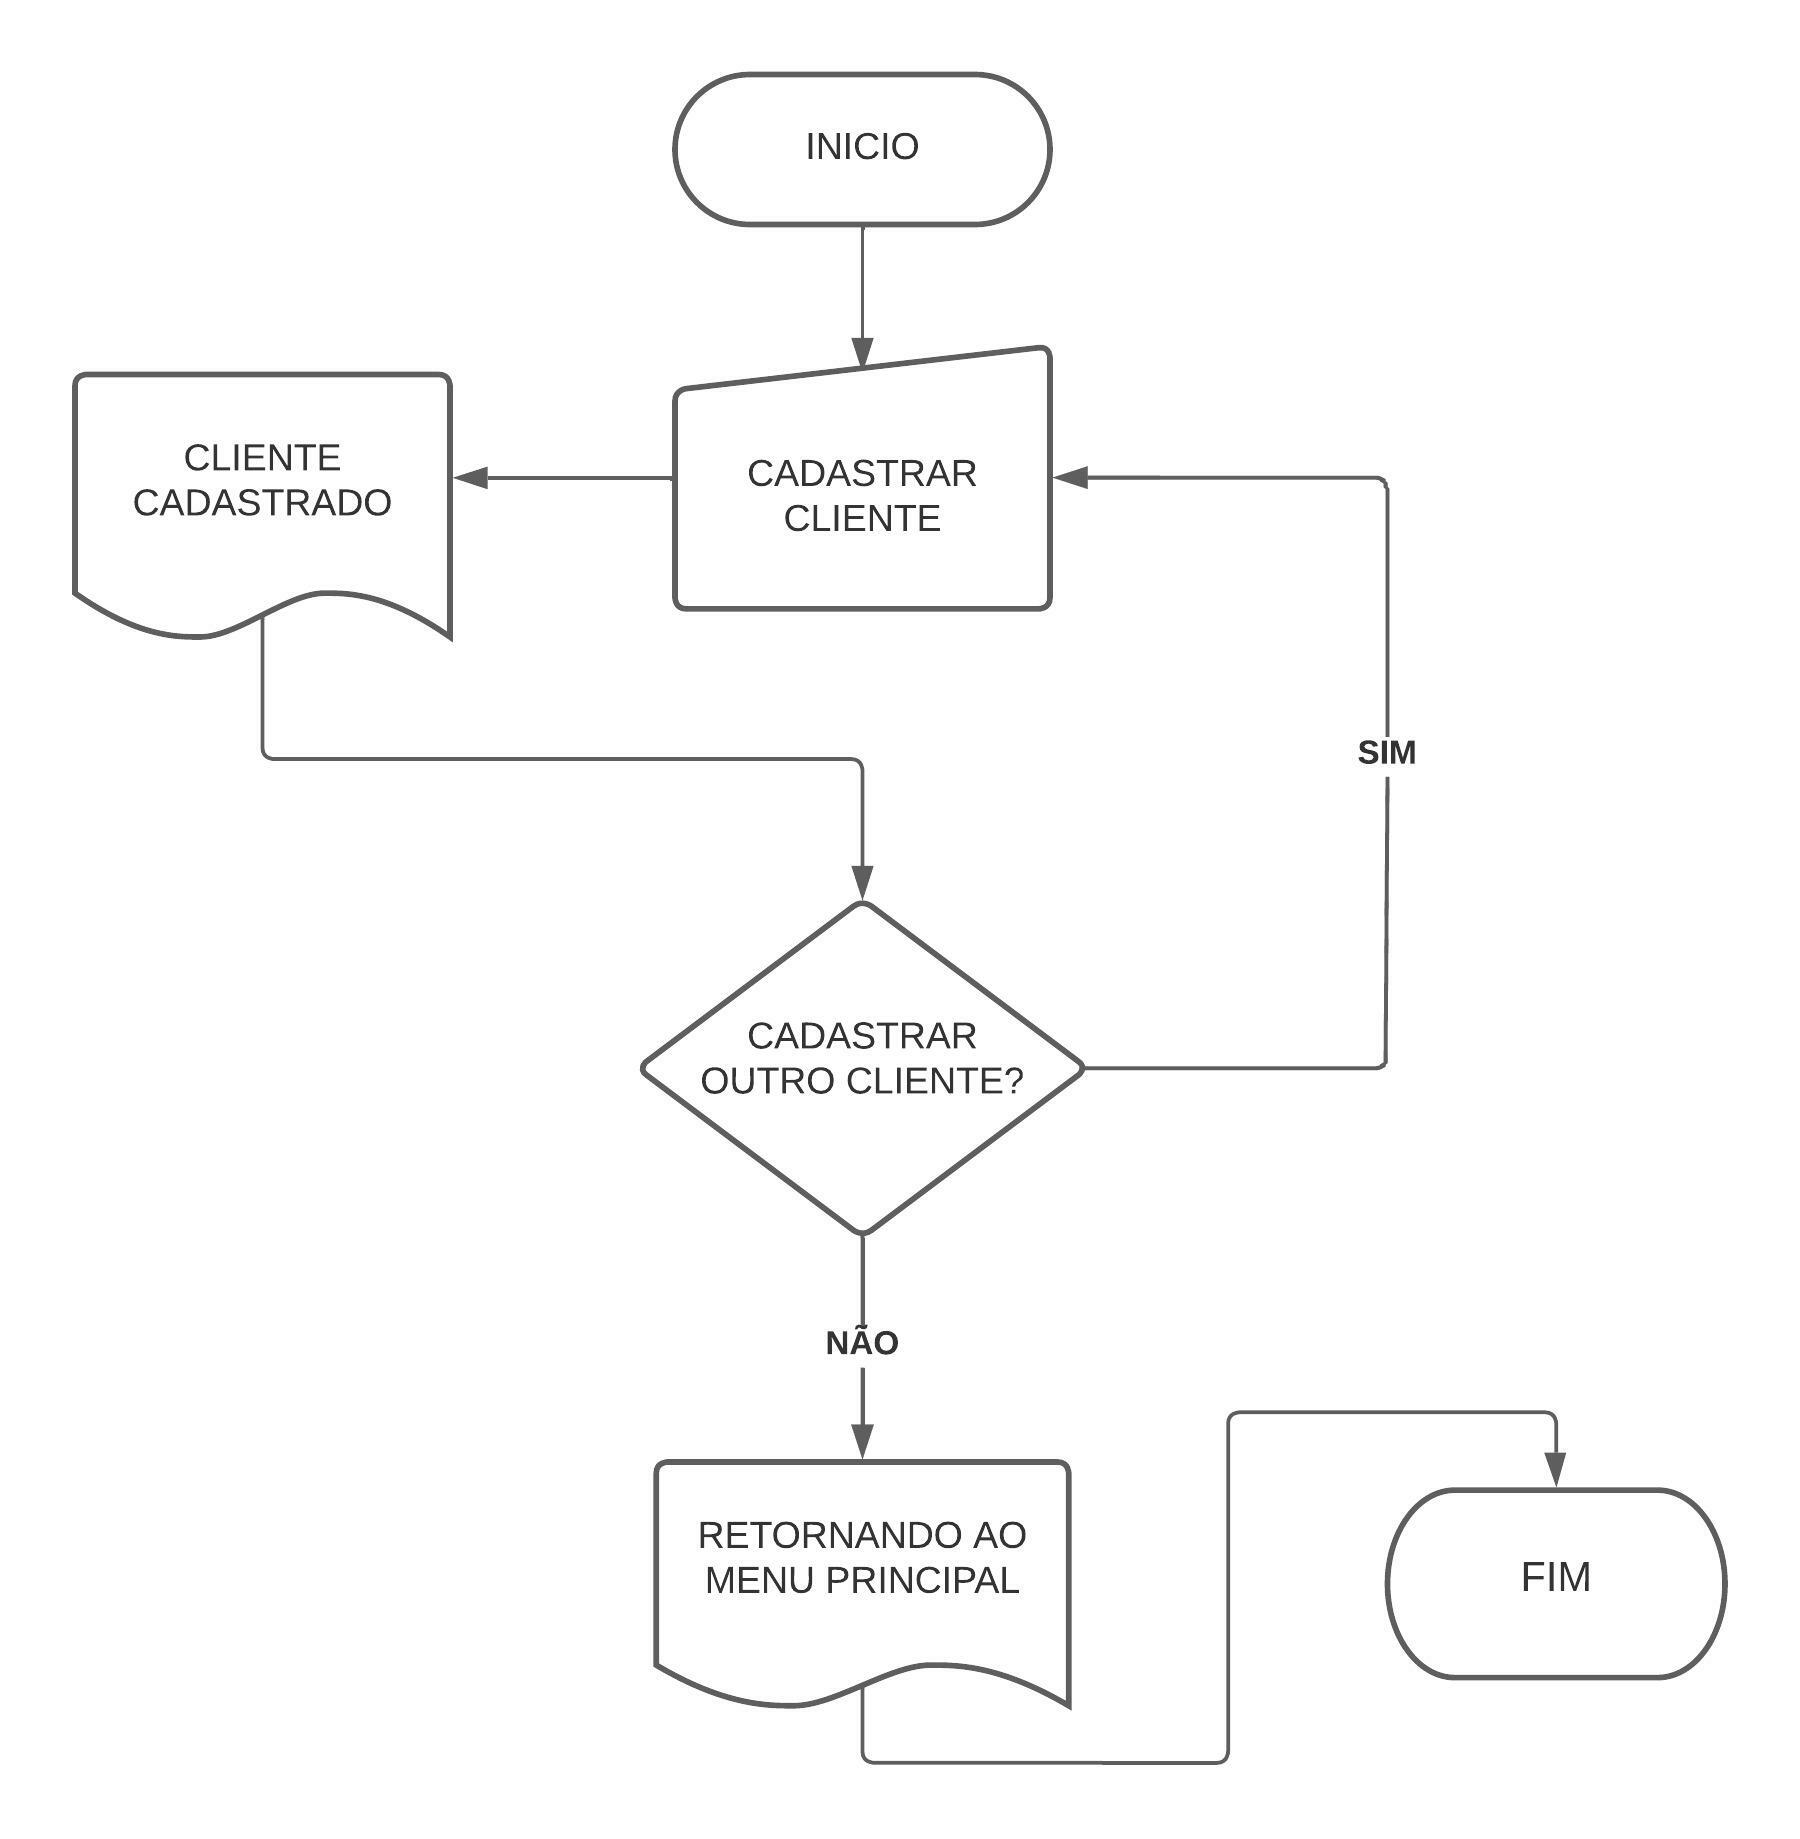 INICIO
CADASTRAR
CLIENTE
CLIENTE
CADASTRADO
CADASTRAR
OUTRO CLIENTE?
SIM
NÃO
RETORNANDO AO
MENU PRINCIPAL
FIM